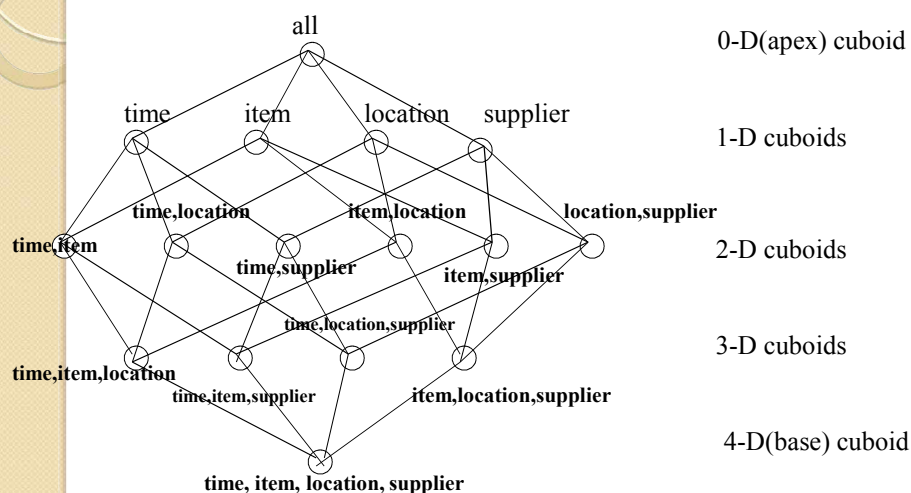 all
0-D(apex) cuboid
time item location supplier
1-D cuboids
time,location item,location location,supplier
time,item
2-D cuboids
time,supplier item,supplier
time,location,supplier
3-D cuboids
time,item,location
time,item,supplier item,location,supplier
4-D(base) cuboid
time, item, location, supplier